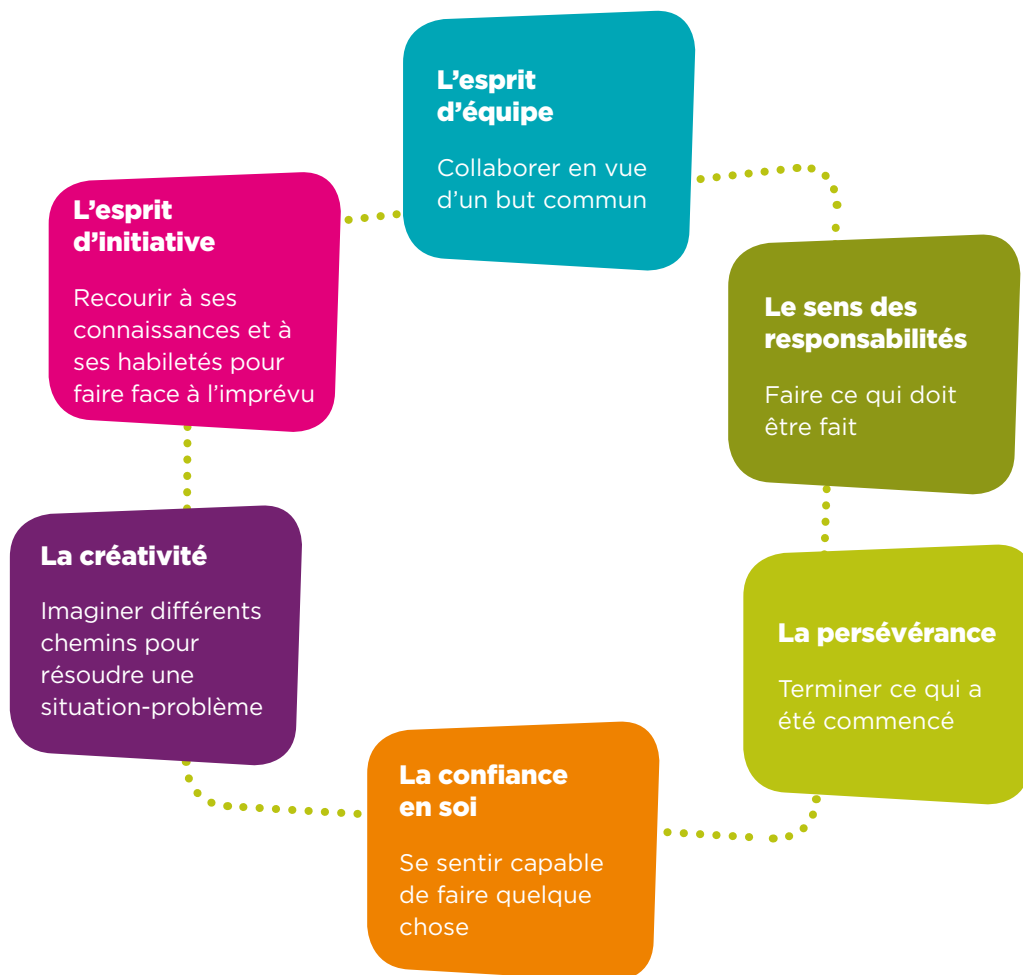 L’esprit
d’équipe
Collaborer en vue
d’un but commun
Le sens des
responsabilités
Faire ce qui doit
être fait
La persévérance
Terminer ce qui a
été commencé
La confiance
en soi
Se sentir capable
de faire quelque
chose
La créativité
Imaginer différents
chemins pour
résoudre une
situation-problème
L’esprit
d’initiative
Recourir à ses
connaissances et à
ses habiletés pour
faire face à l’imprévu